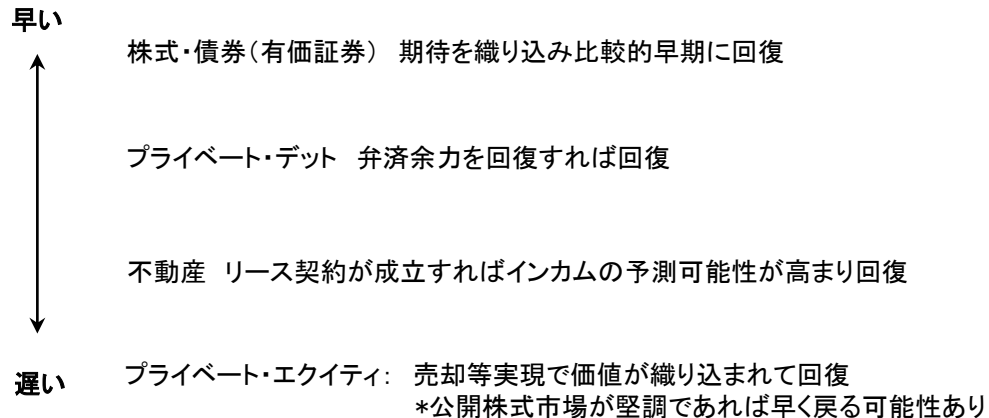 早い
株式・債券（有価証券）　期待を織り込み比較的早期に回復
プライベート・デット　弁済余力を回復すれば回復
不動産　リース契約が成立すればインカムの予測可能性が高まり回復
遅い
プライベート・エクイティ：　売却等実現で価値が織り込まれて回復
*公開株式市場が堅調であれば早く戻る可能性あり